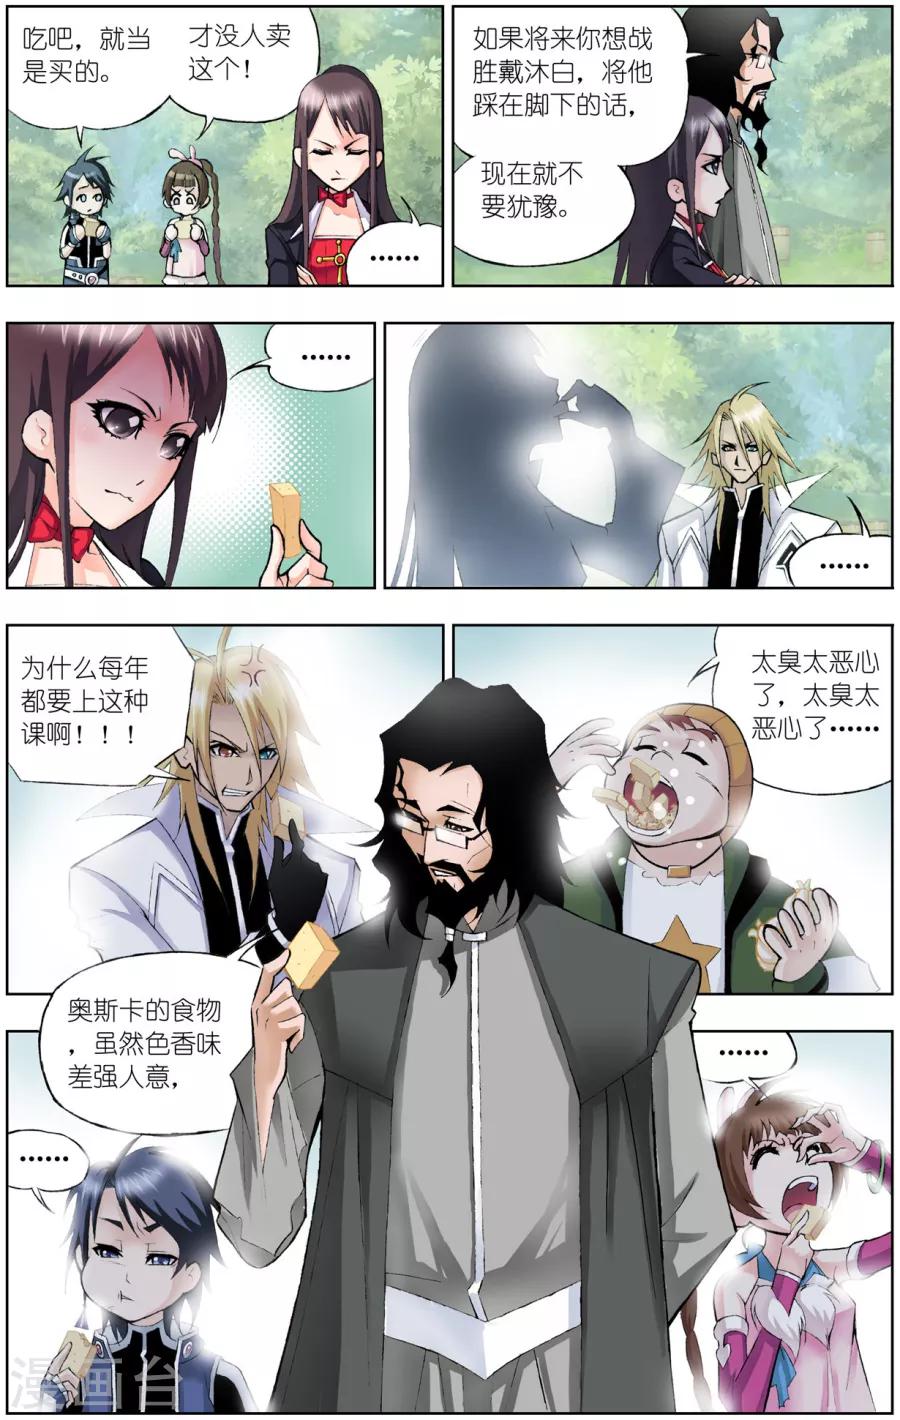 吃吧，就当
是买的。
才没人卖
这个！
……
如果将来你想战
胜戴沐白，将他
踩在脚下的话，
现在就不
要犹豫。
……
……
为什么每年
都要上这种
课啊！！！
太臭太恶心
了，太臭太
恶心了……
奥斯卡的食物
，虽然色香味
差强人意，
……
……
漫画台